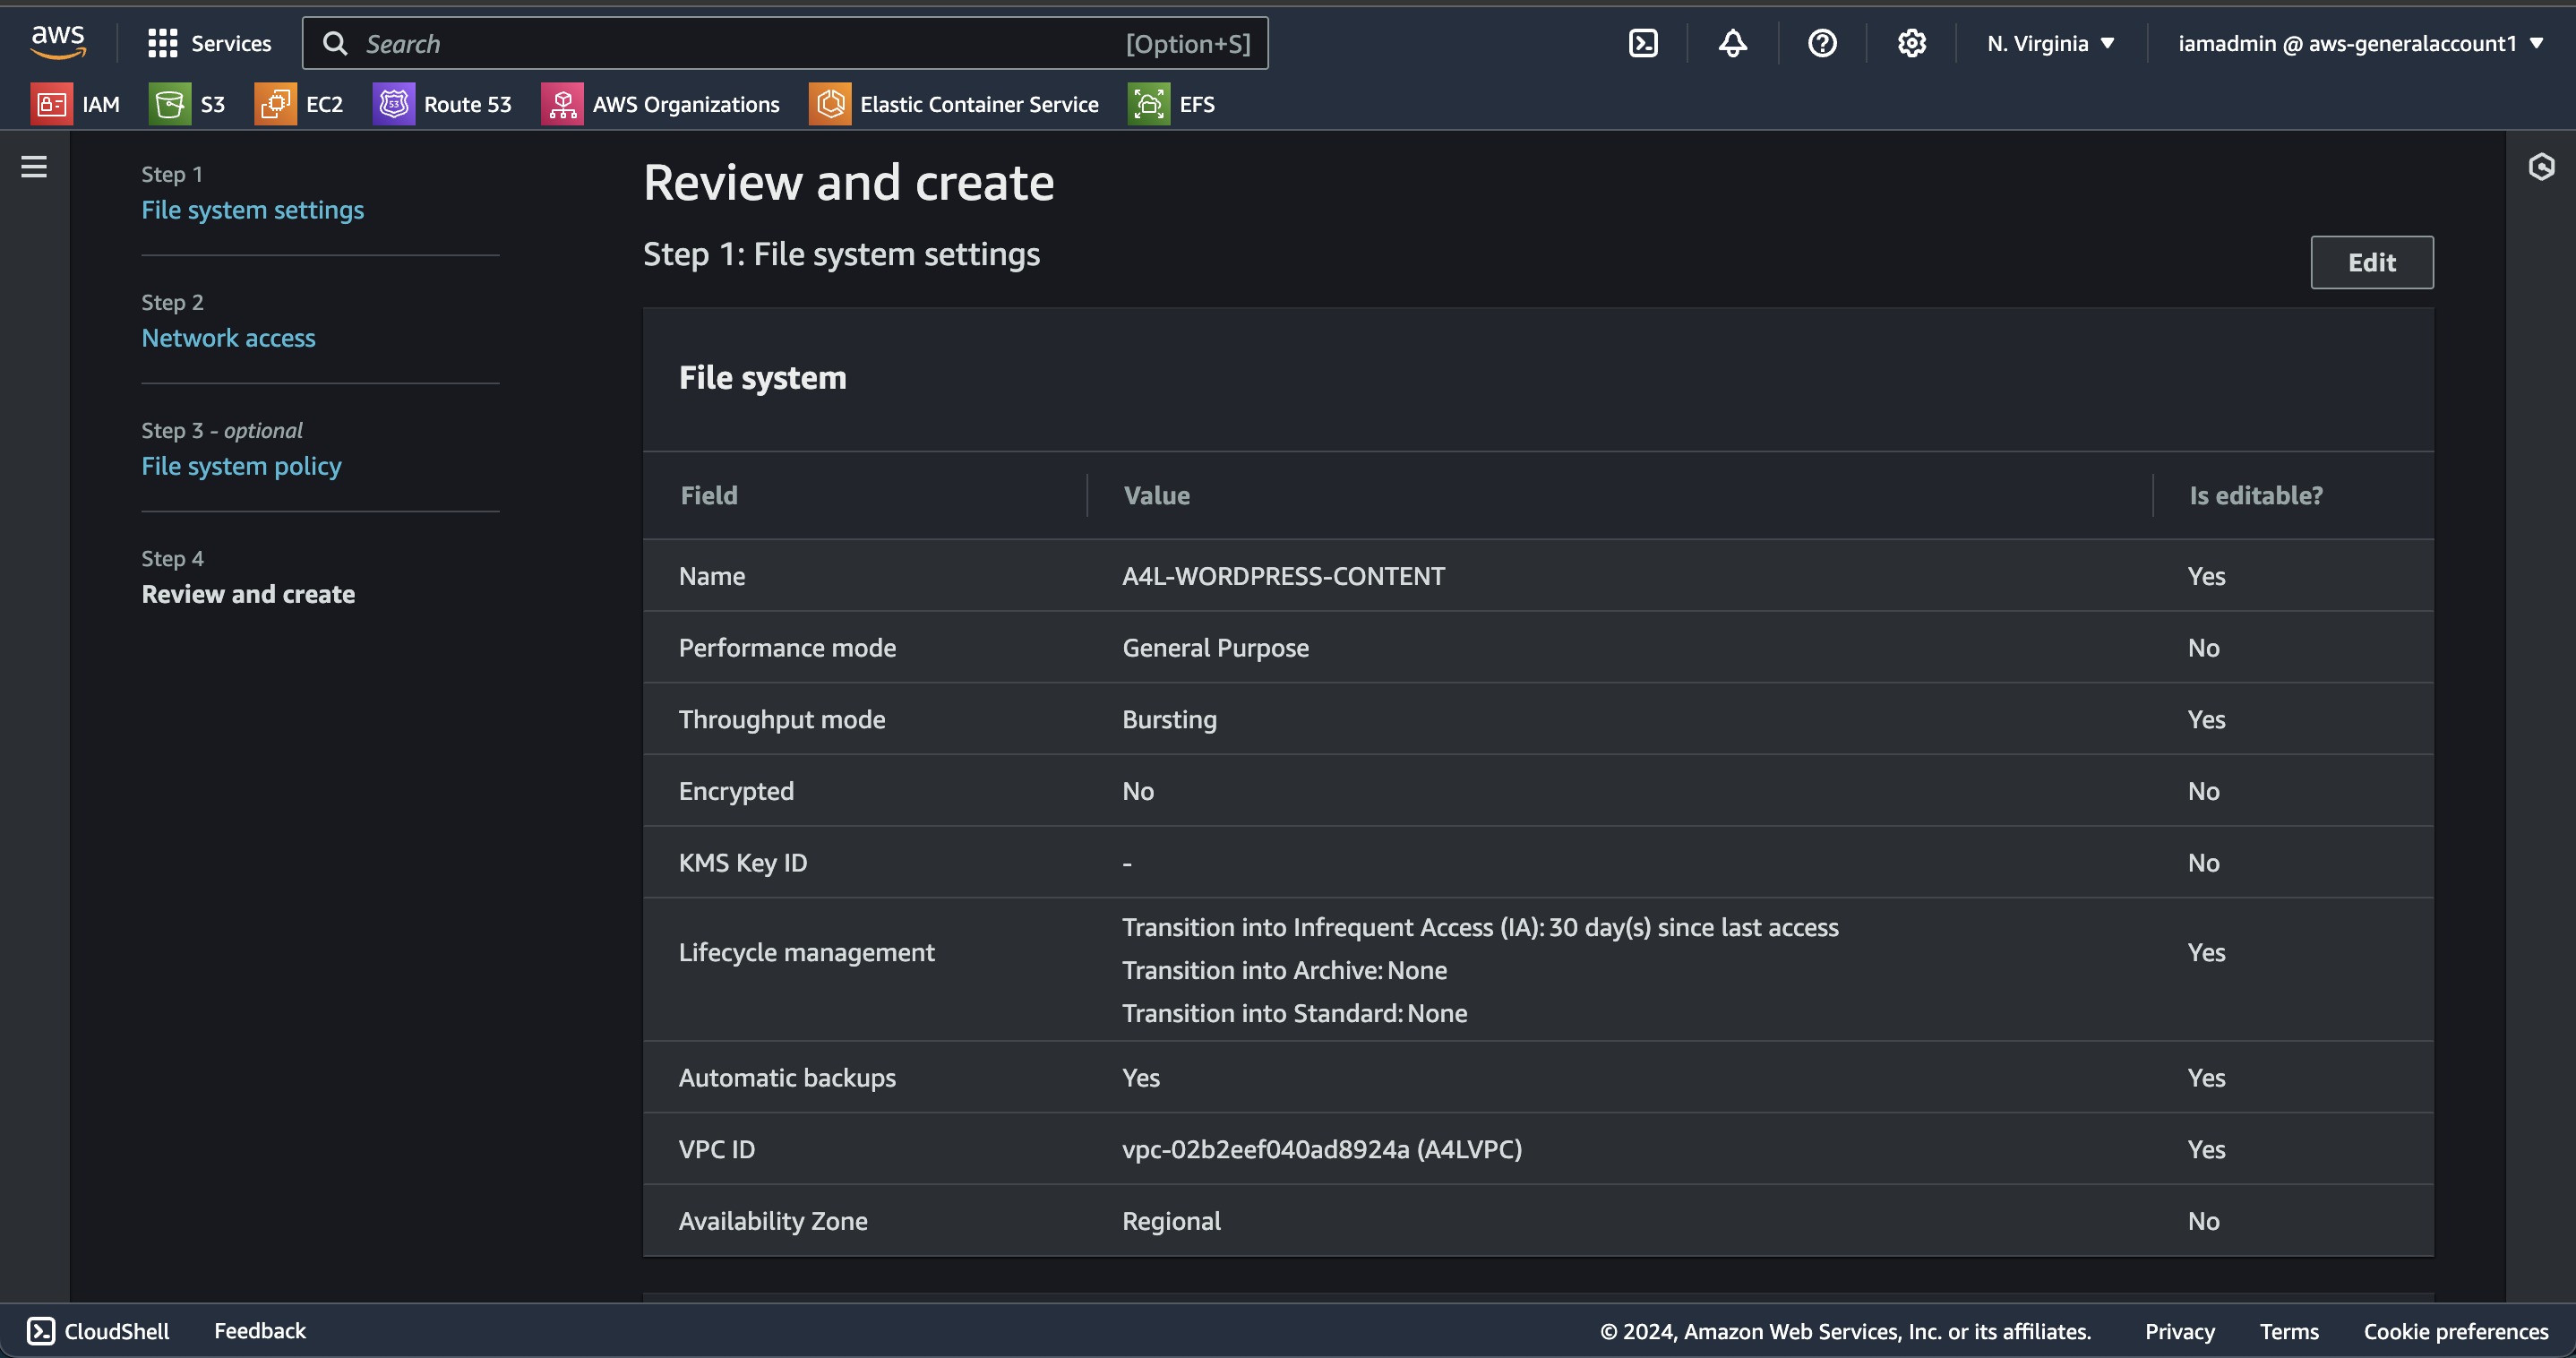 aws
Services
Search [Option+S]
N. Virginia
iamadmin @ aws-generalaccount1
IAM
S3
EC2
53
Route 53
AWS Organizations
Elastic Container Service
EFS
Step 1
File system settings
Step 2
Network access
Step 3 - optional
File system policy
Step 4
Review and create
Review and create
Step 1: File system settings
Edit
File system
Field Value Is editable?
Name A4L-WORDPRESS-CONTENT Yes
Performance mode General Purpose No
Throughput mode Bursting Yes
Encrypted No No
KMS Key ID - No
Lifecycle management Transition into Infrequent Access (IA): 30 day(s) since last access Yes
Transition into Archive: None
Transition into Standard: None
Automatic backups Yes Yes
VPC ID vpc-02b2eef040ad8924a (A4LVPC) Yes
Availability Zone Regional No
CloudShell
Feedback
© 2024, Amazon Web Services, Inc. or its affiliates.
Privacy
Terms
Cookie preferences